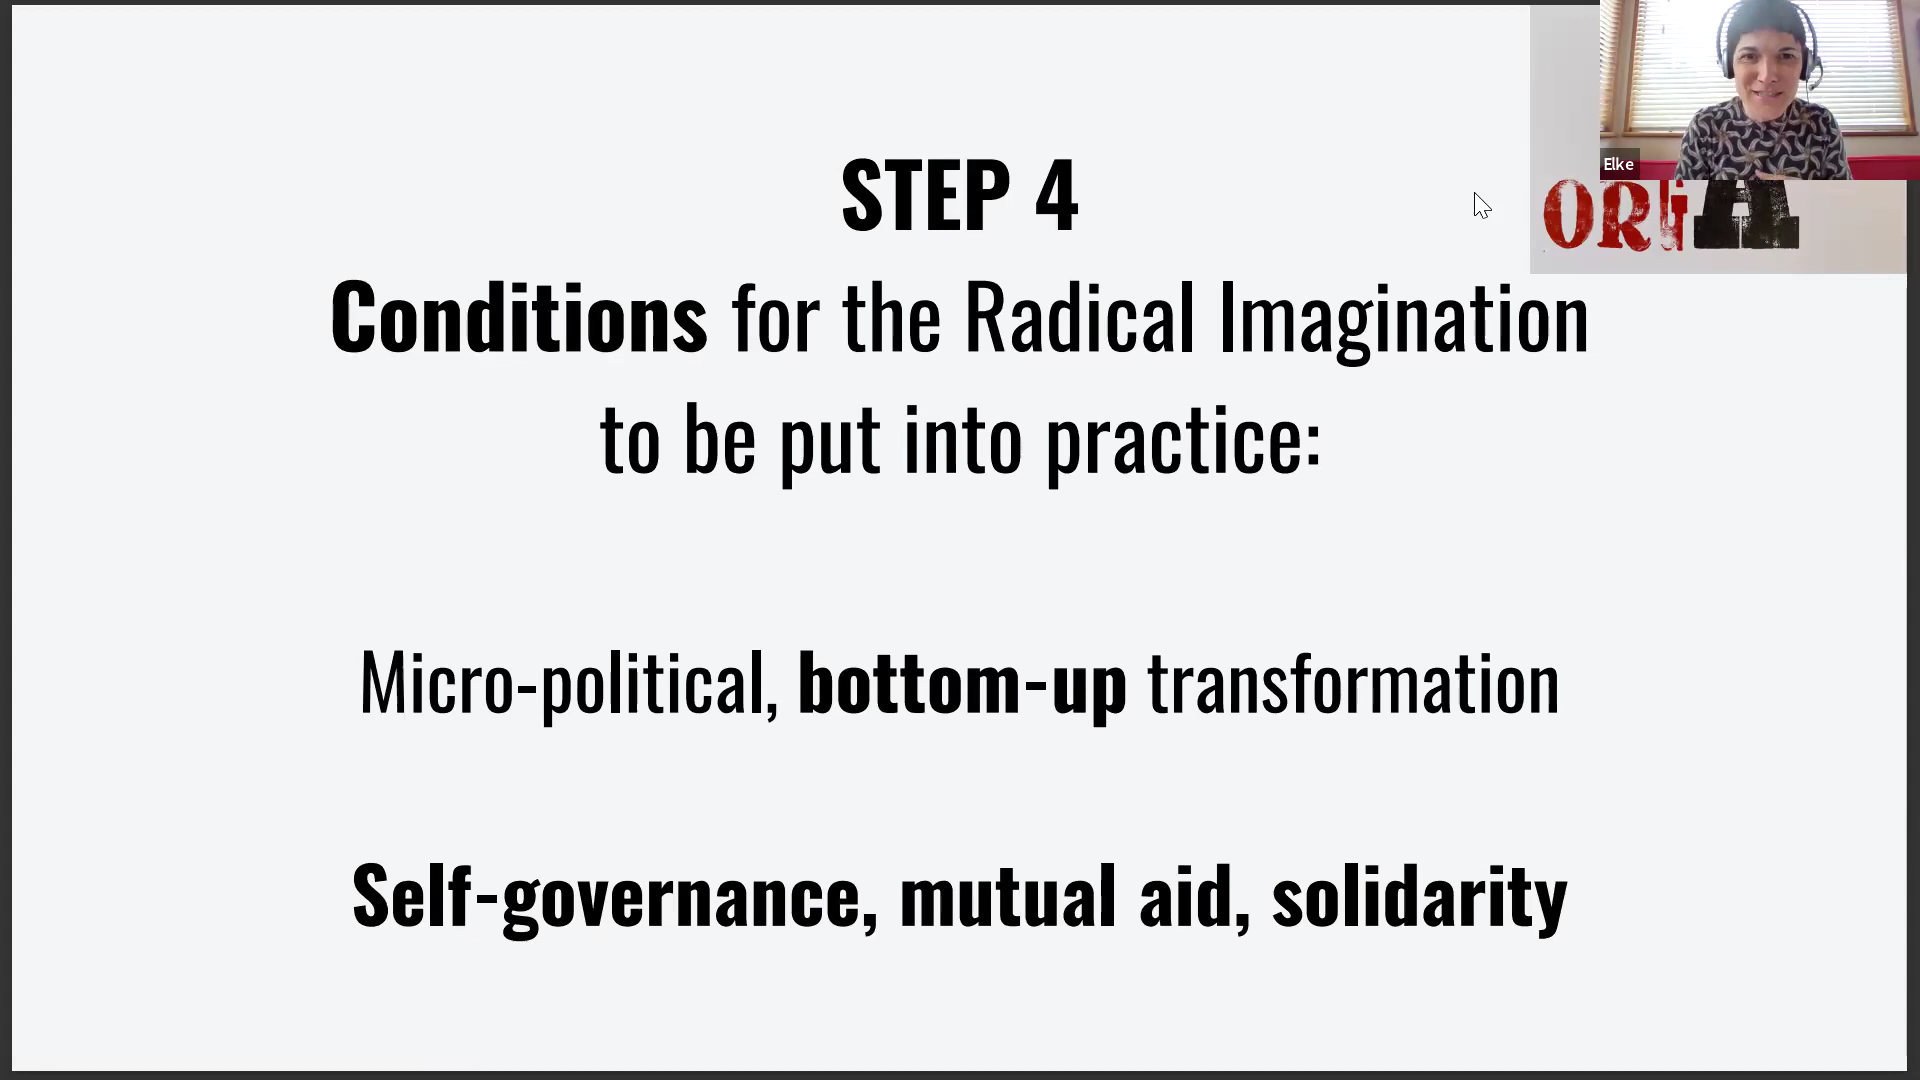 STEP 4
Conditions for the Radical Imagination
to be put into practice:
Micro-political, bottom-up transformation
Self-governance, mutual aid, solidarity
Elke
ORGA